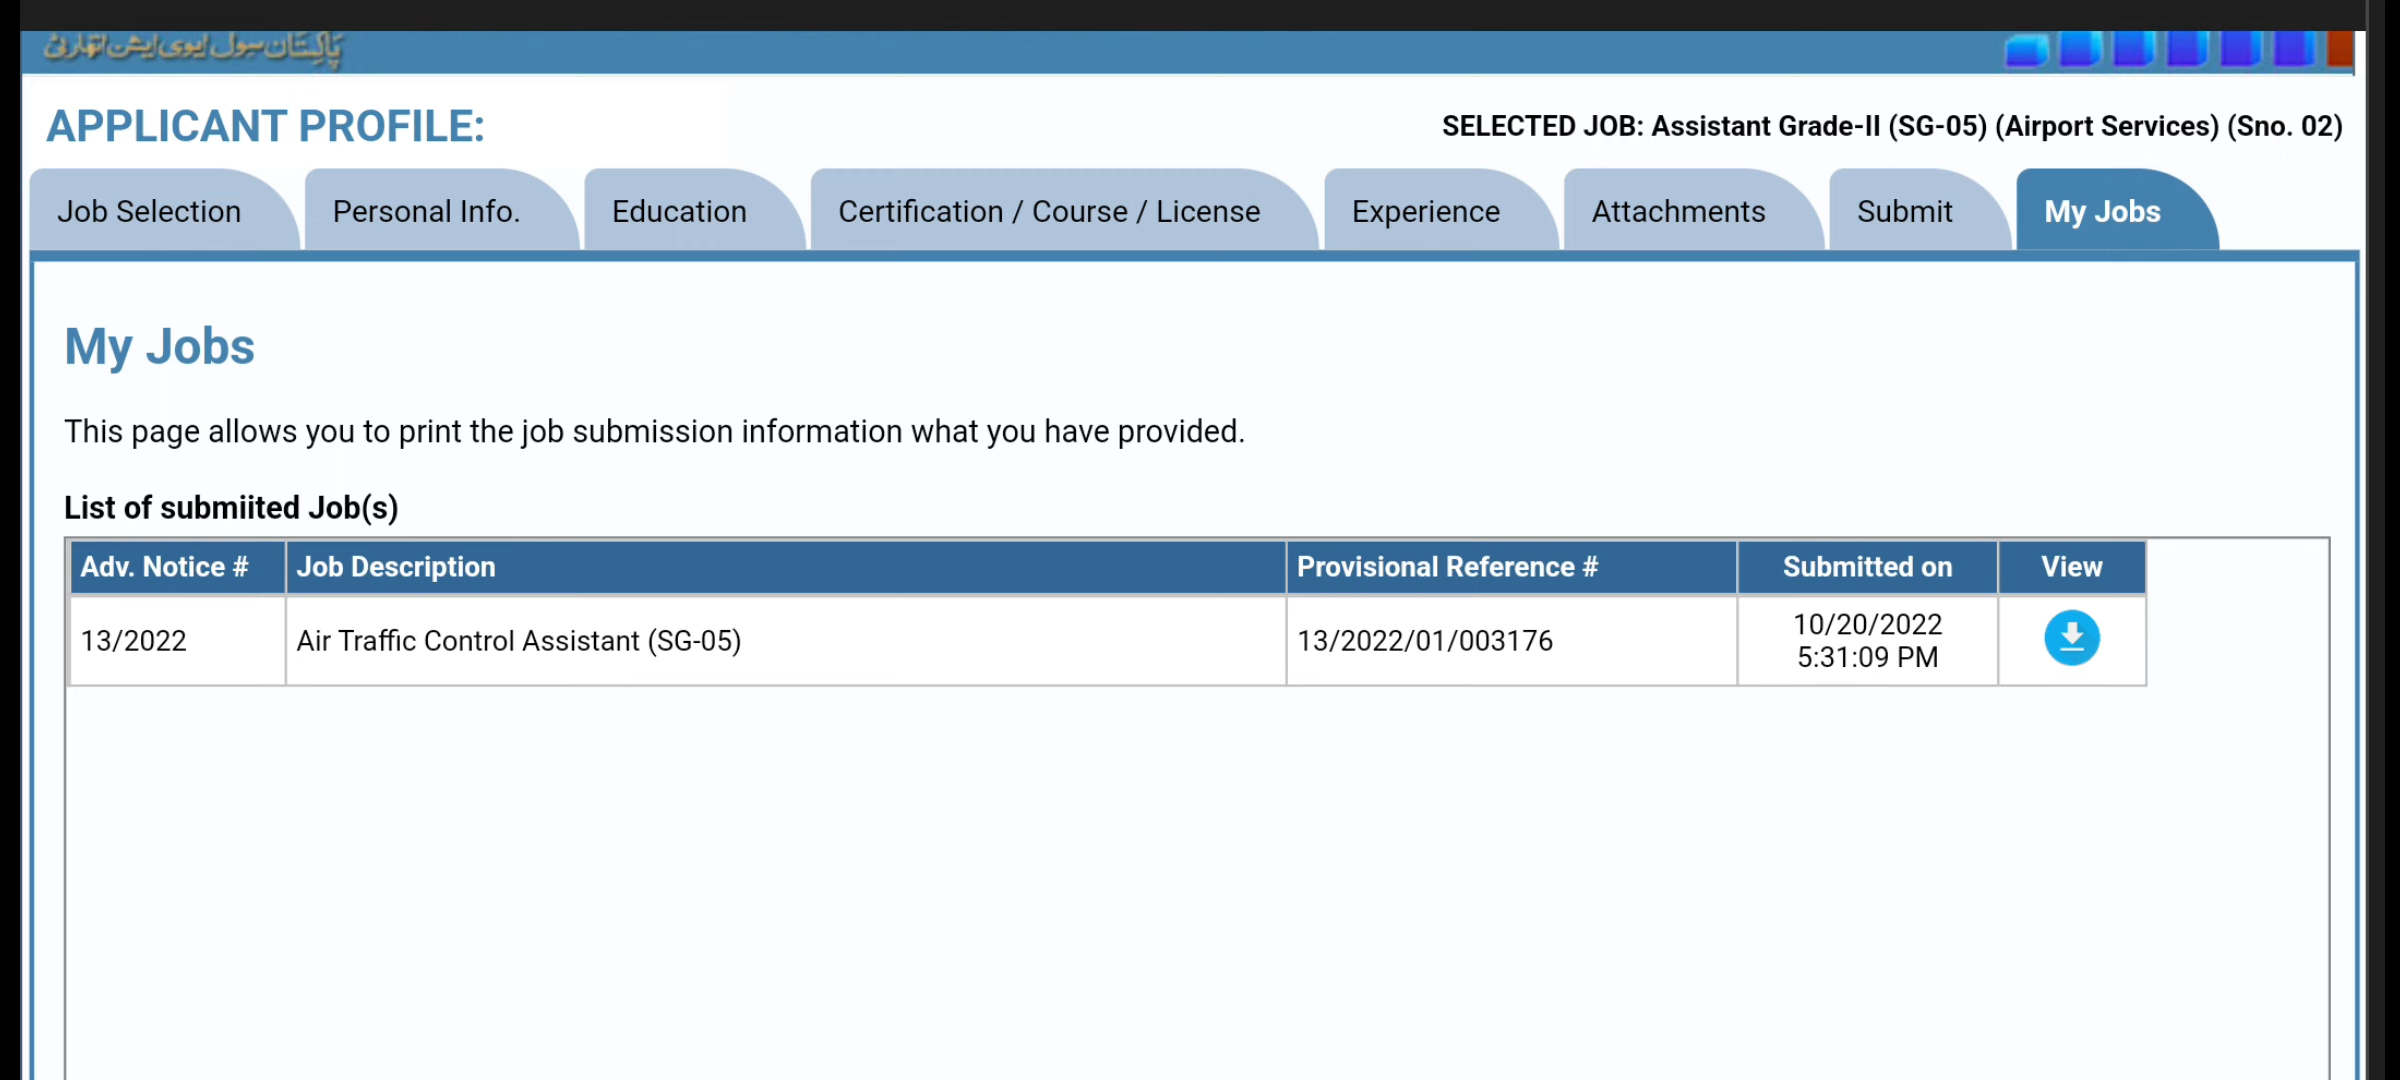 پاکستان سول ایوی ایشن اتھارٹی
APPLICANT PROFILE:
SELECTED JOB: Assistant Grade-II (SG-05) (Airport Services) (Sno. 02)
Job Selection
Personal Info.
Education
Certification / Course / License
Experience
Attachments
Submit
My Jobs
My Jobs
This page allows you to print the job submission information what you have provided.
List of submiited Job(s)
Adv. Notice # Job Description Provisional Reference # Submitted on View
13/2022 Air Traffic Control Assistant (SG-05) 13/2022/01/003176 10/20/2022
5:31:09 PM